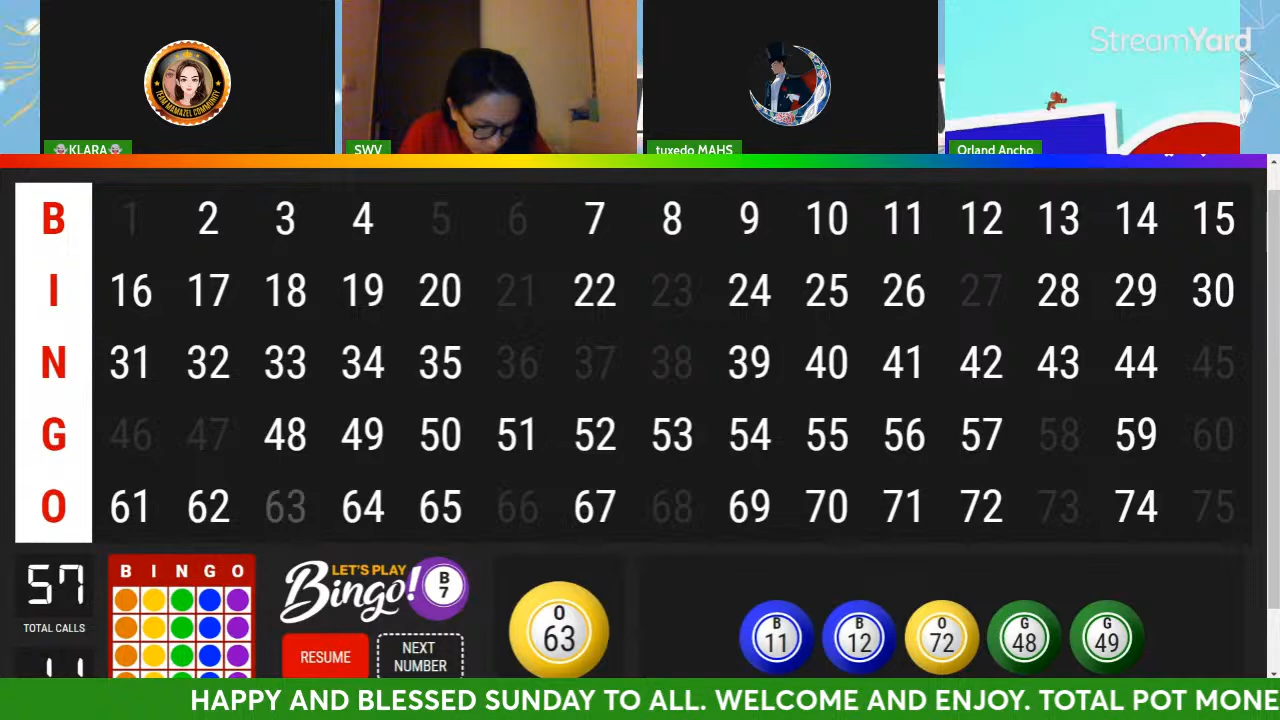 StreamYard
TEAM MAMAZEL COMMUNITY
👻KLARA👻
SWV
tuxedo MAHS
Orland Ancho
B 1 2 3 4 5 6 7 8 9 10 11 12 13 14 15
I 16 17 18 19 20 21 22 23 24 25 26 27 28 29 30
N 31 32 33 34 35 36 37 38 39 40 41 42 43 44 45
G 46 47 48 49 50 51 52 53 54 55 56 57 58 59 60
O 61 62 63 64 65 66 67 68 69 70 71 72 73 74 75
57
TOTAL CALLS
B I N G O
LET'S PLAY
Bingo!
B
7
RESUME
NEXT
NUMBER
O
63
B
11
B
12
O
72
G
48
G
49
HAPPY AND BLESSED SUNDAY TO ALL. WELCOME AND ENJOY. TOTAL POT MONE